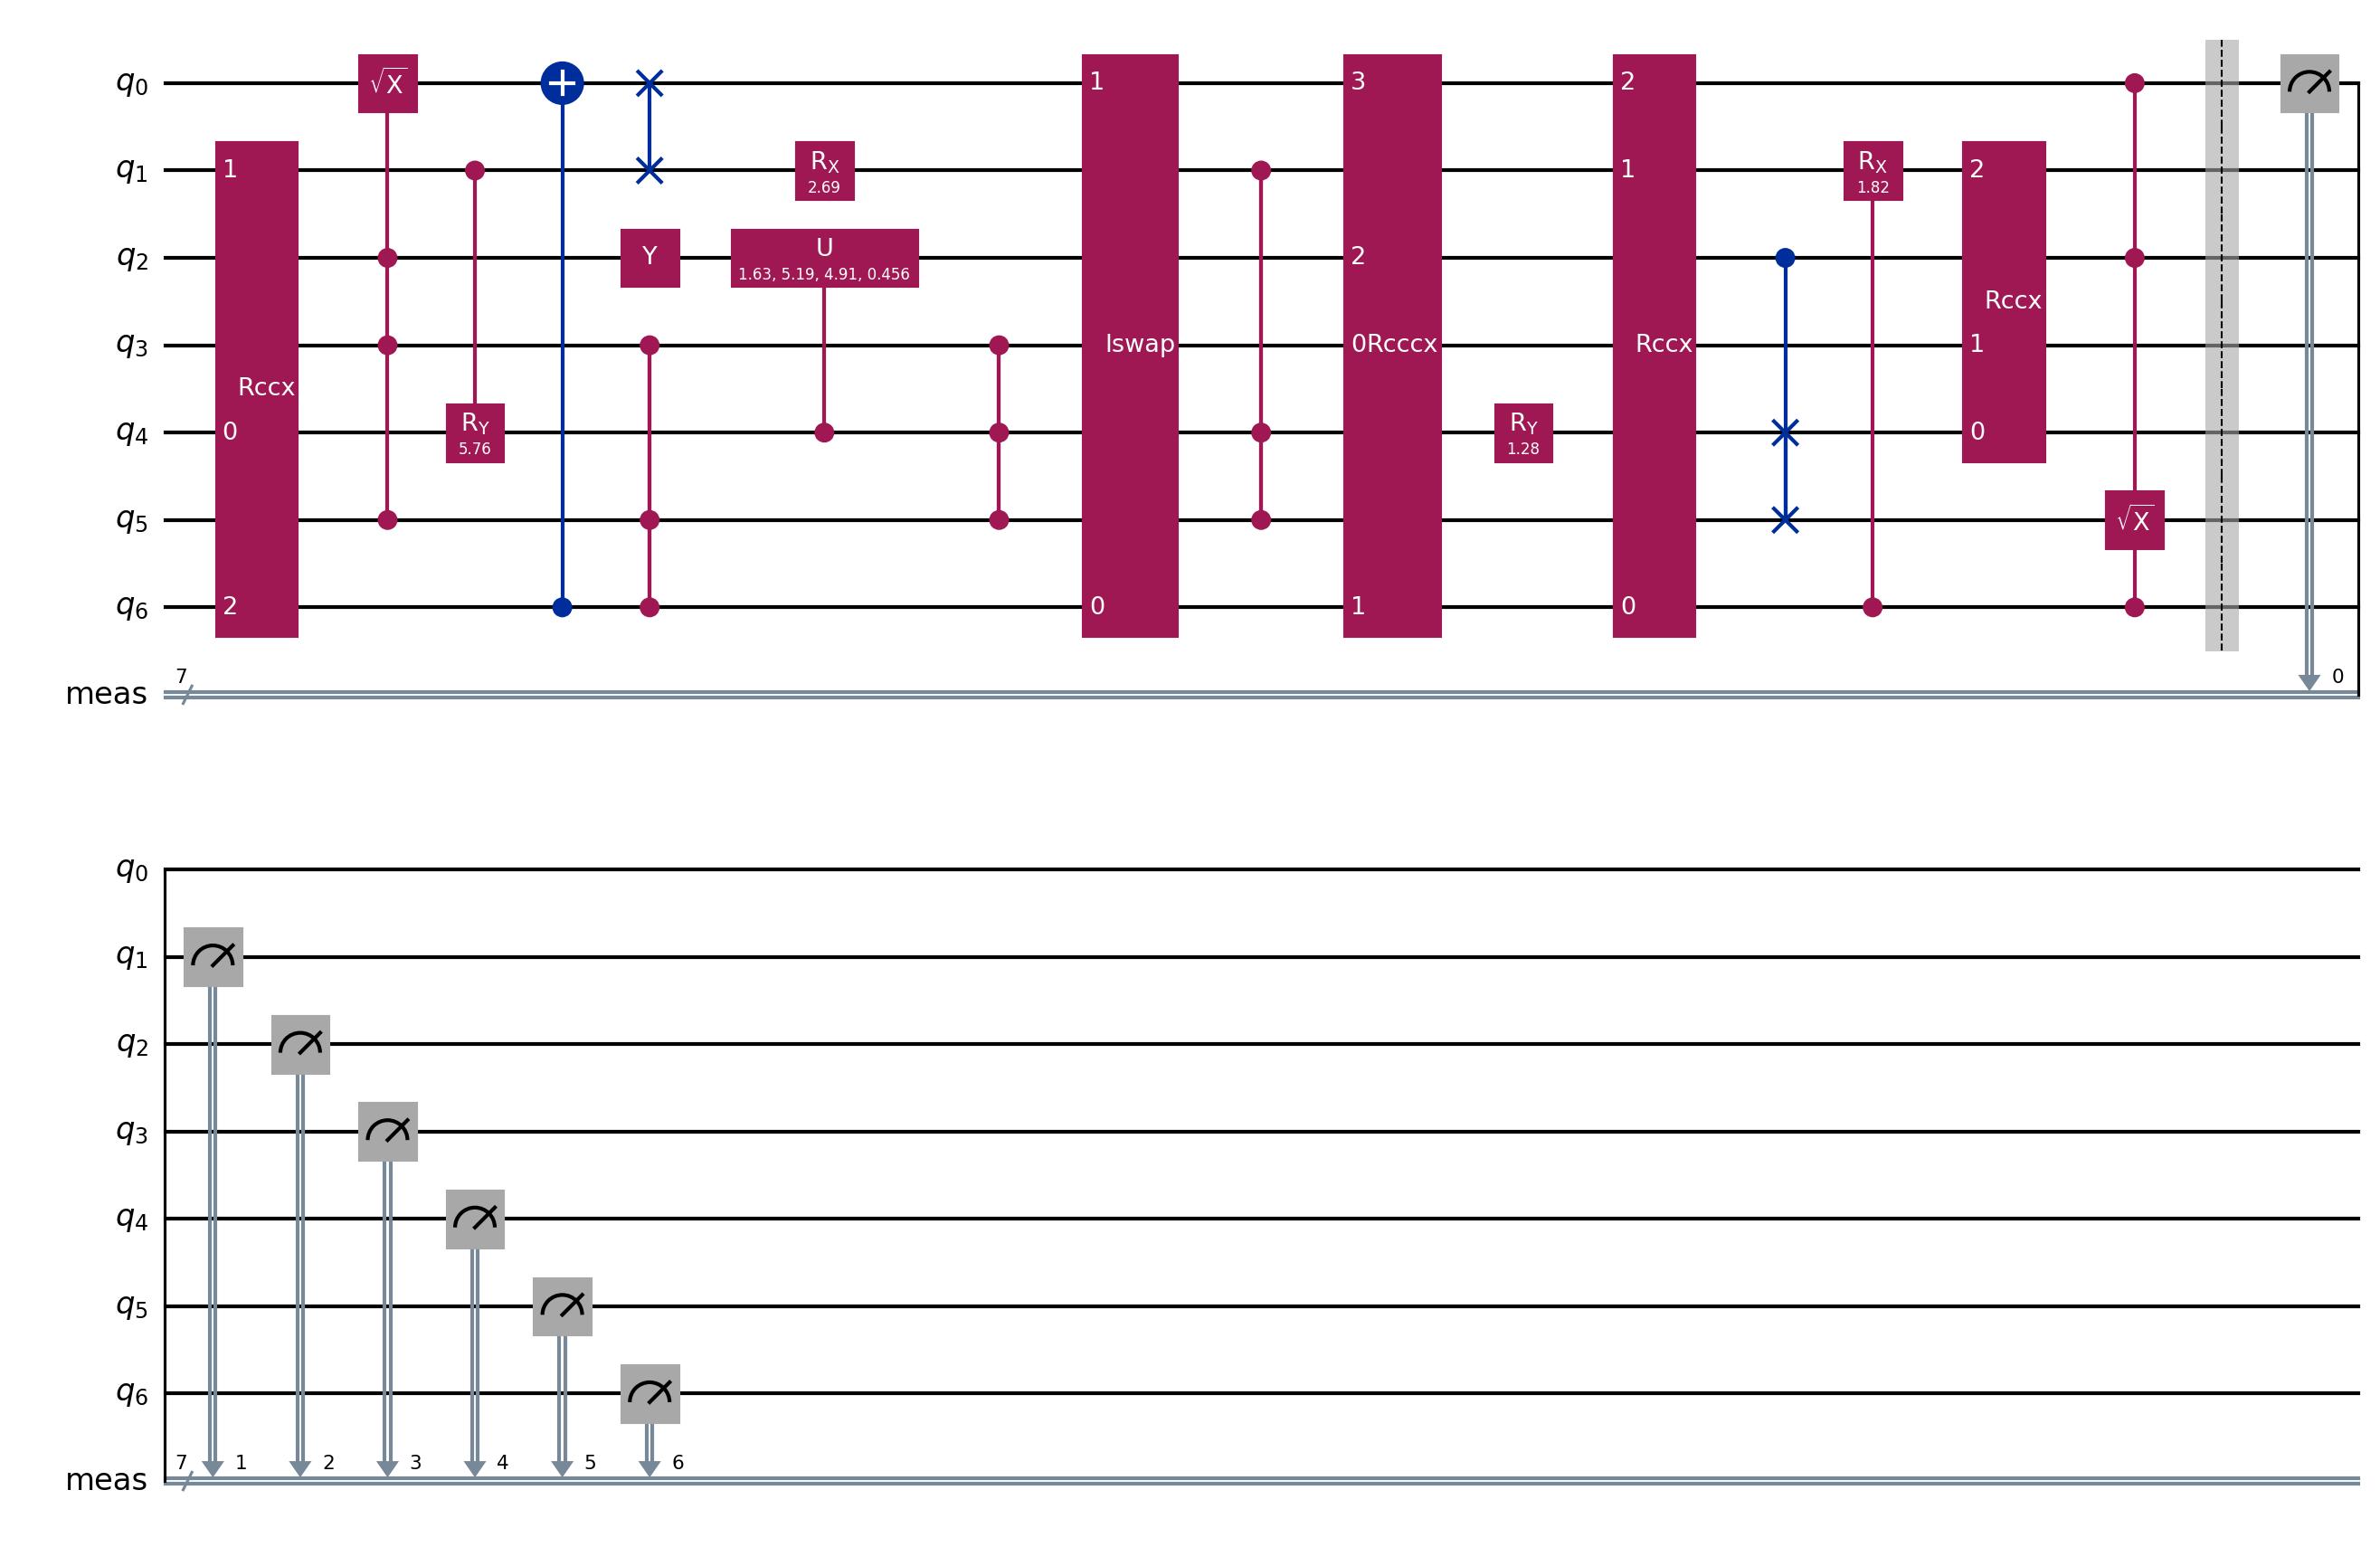 q0 √X 1 3 2
q1 1 RX 2.69 1 RX 1.82 2
q2 Y U 1.63, 5.19, 4.91, 0.456 2 Rccx
q3 Iswap 0 Rcccx Rccx 1
Rccx
q4 0 RY 5.76 RY 1.28 0
q5 √X
q6 2 0 1 0
meas 7 0
q0
q1
q2
q3
q4
q5
q6
meas 7 1 2 3 4 5 6